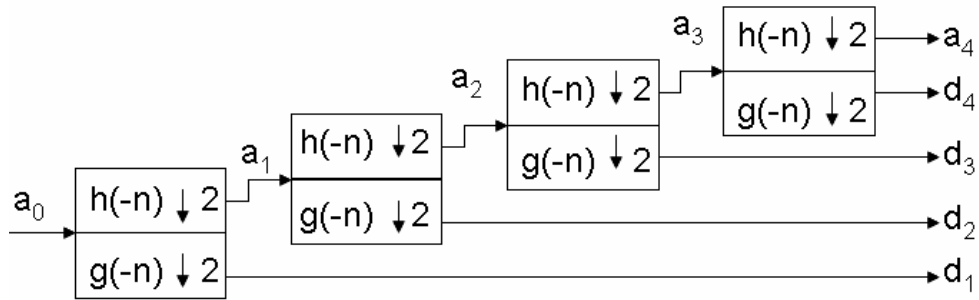 a₀
h(-n) ↓ 2
g(-n) ↓ 2
a₁
h(-n) ↓ 2
g(-n) ↓ 2
a₂
h(-n) ↓ 2
g(-n) ↓ 2
a₃
h(-n) ↓ 2
g(-n) ↓ 2
a₄
d₄
d₃
d₂
d₁